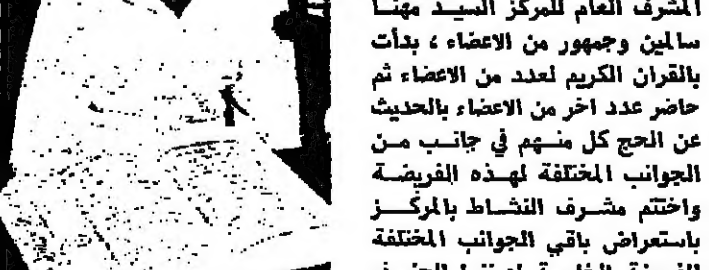 المشرف العام للمركز السيد مهنا
سالمين وجمهور من الاعضاء ، بدأت
بالقران الكريم لعدد من الاعضاء ثم
حاضر عدد اخر من الاعضاء بالحديث
عن الحج كل منهم في جانب من
الجوانب المختلفة لهذه الفريضة
واختتم مشرف النشاط بالمركز
باستعراض باقي الجوانب المختلفة